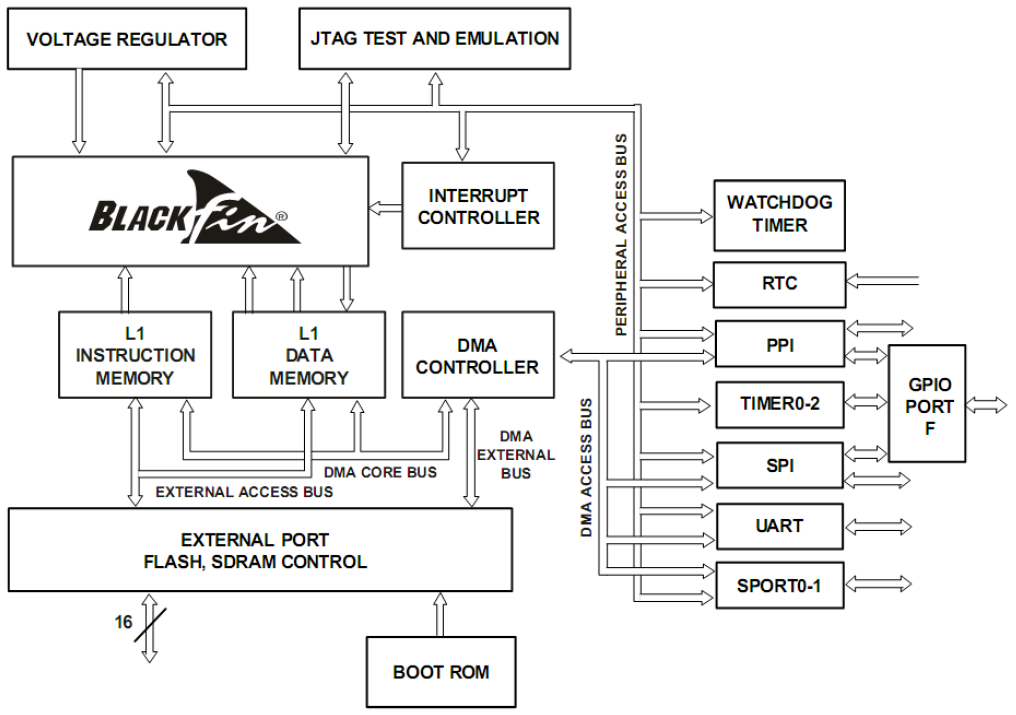 VOLTAGE REGULATOR
JTAG TEST AND EMULATION
BLACKfin®
INTERRUPT
CONTROLLER
PERIPHERAL ACCESS BUS
WATCHDOG
TIMER
RTC
L1
INSTRUCTION
MEMORY
L1
DATA
MEMORY
DMA
CONTROLLER
PPI
GPIO
PORT
F
TIMER0-2
DMA ACCESS BUS
DMA
EXTERNAL
BUS
DMA CORE BUS
EXTERNAL ACCESS BUS
SPI
UART
EXTERNAL PORT
FLASH, SDRAM CONTROL
SPORT0-1
16
BOOT ROM